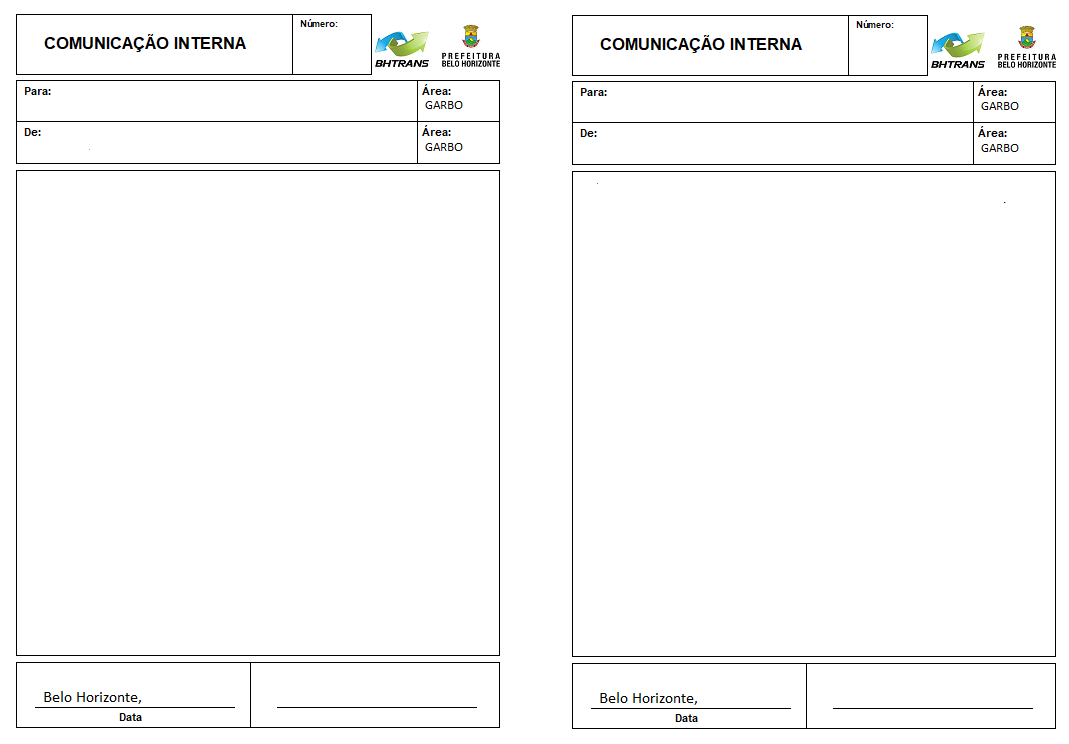 COMUNICAÇÃO INTERNA
Número:
BHTRANS
PREFEITURA
BELO HORIZONTE
Para:
Área:
GARBO
De:
Área:
GARBO
Belo Horizonte,
Data
COMUNICAÇÃO INTERNA
Número:
BHTRANS
PREFEITURA
BELO HORIZONTE
Para:
Área:
GARBO
De:
Área:
GARBO
Belo Horizonte,
Data